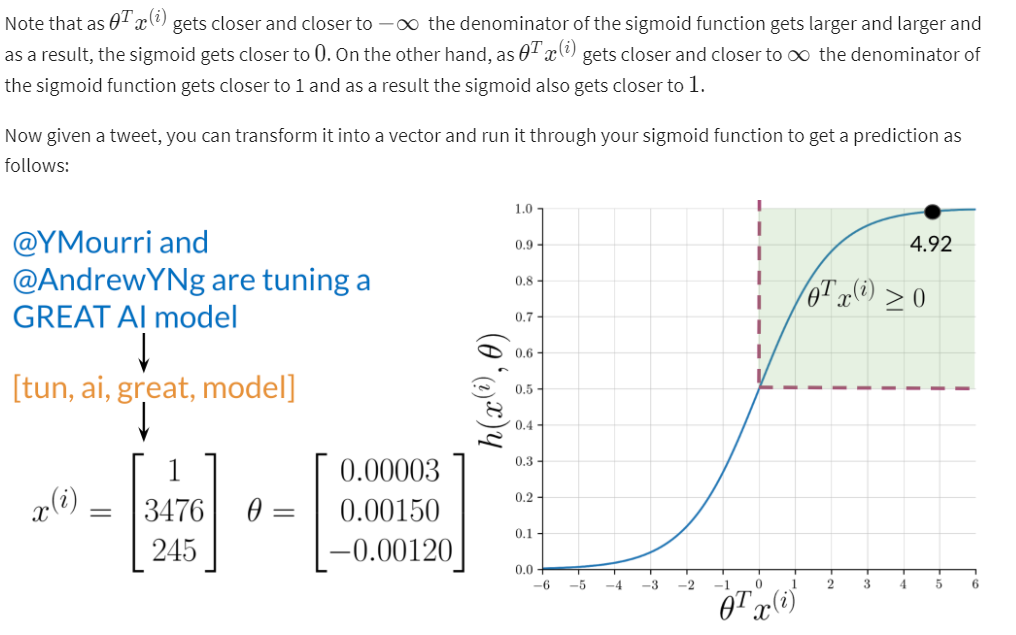 Note that as θᵀx⁽ⁱ⁾ gets closer and closer to −∞ the denominator of the sigmoid function gets larger and larger and
as a result, the sigmoid gets closer to 0. On the other hand, as θᵀx⁽ⁱ⁾ gets closer and closer to ∞ the denominator of
the sigmoid function gets closer to 1 and as a result the sigmoid also gets closer to 1.
Now given a tweet, you can transform it into a vector and run it through your sigmoid function to get a prediction as
follows:
@YMourri and
@AndrewYNg are tuning a
GREAT AI model
[tun, ai, great, model]
x⁽ⁱ⁾ = [1 3476 245] θ = [0.00003 0.00150 −0.00120]
h(x⁽ⁱ⁾, θ)
1.0
0.9
0.8
0.7
0.6
0.5
0.4
0.3
0.2
0.1
0.0
4.92
θᵀx⁽ⁱ⁾ ≥ 0
−6 −5 −4 −3 −2 −1 0 1 2 3 4 5 6
θᵀx⁽ⁱ⁾